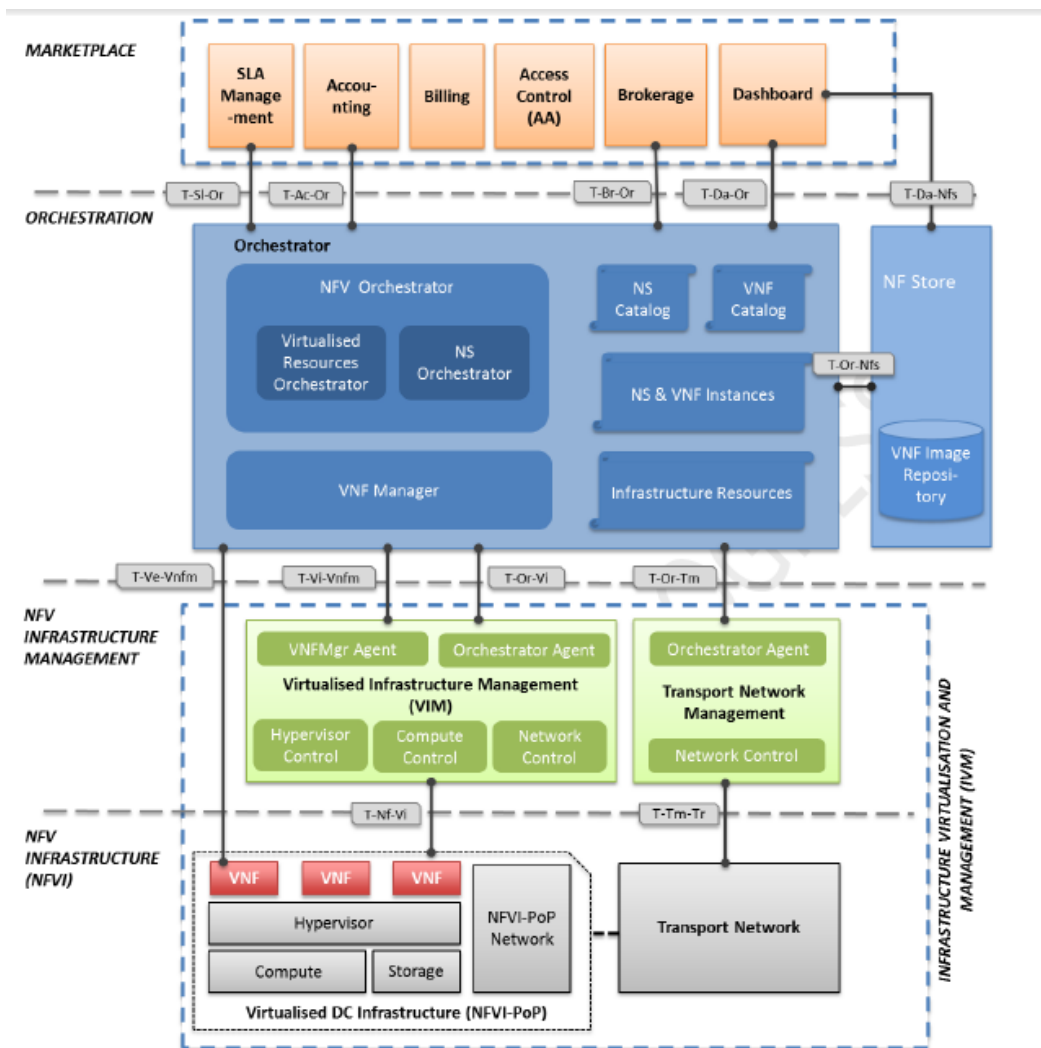 MARKETPLACE
SLA
Manage
-ment
Accou-
nting
Billing
Access
Control
(AA)
Brokerage
Dashboard
T-Sl-Or
T-Ac-Or
T-Br-Or
T-Da-Or
T-Da-Nfs
ORCHESTRATION
Orchestrator
NFV Orchestrator
Virtualised
Resources
Orchestrator
NS
Orchestrator
NS
Catalog
VNF
Catalog
NF Store
T-Or-Nfs
NS & VNF Instances
VNF Image
Reposi-
tory
VNF Manager
Infrastructure Resources
T-Ve-Vnfm
T-Vi-Vnfm
T-Or-Vi
T-Or-Tm
NFV
INFRASTRUCTURE
MANAGEMENT
VNFMgr Agent
Orchestrator Agent
Virtualised Infrastructure Management
(VIM)
Hypervisor
Control
Compute
Control
Network
Control
Orchestrator Agent
Transport Network
Management
Network Control
INFRASTRUCTURE VIRTUALISATION AND
MANAGEMENT (IVM)
T-Nf-Vi
T-Tm-Tr
NFV
INFRASTRUCTURE
(NFVI)
VNF
VNF
VNF
Hypervisor
Compute
Storage
NFVI-PoP
Network
Virtualised DC Infrastructure (NFVI-PoP)
Transport Network